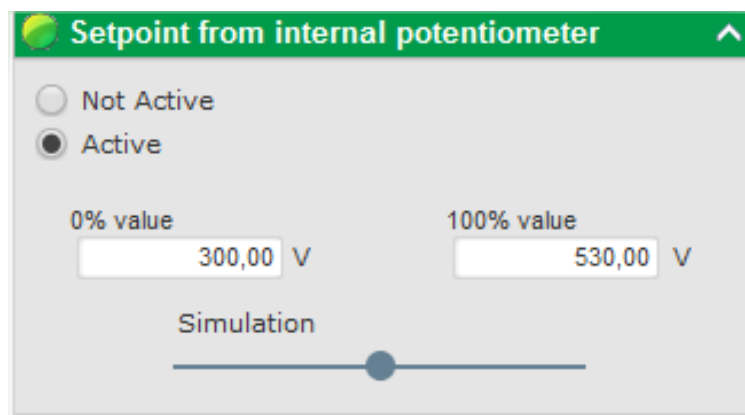 Setpoint from internal potentiometer
Not Active
Active
0% value 100% value
300,00 V 530,00 V
Simulation